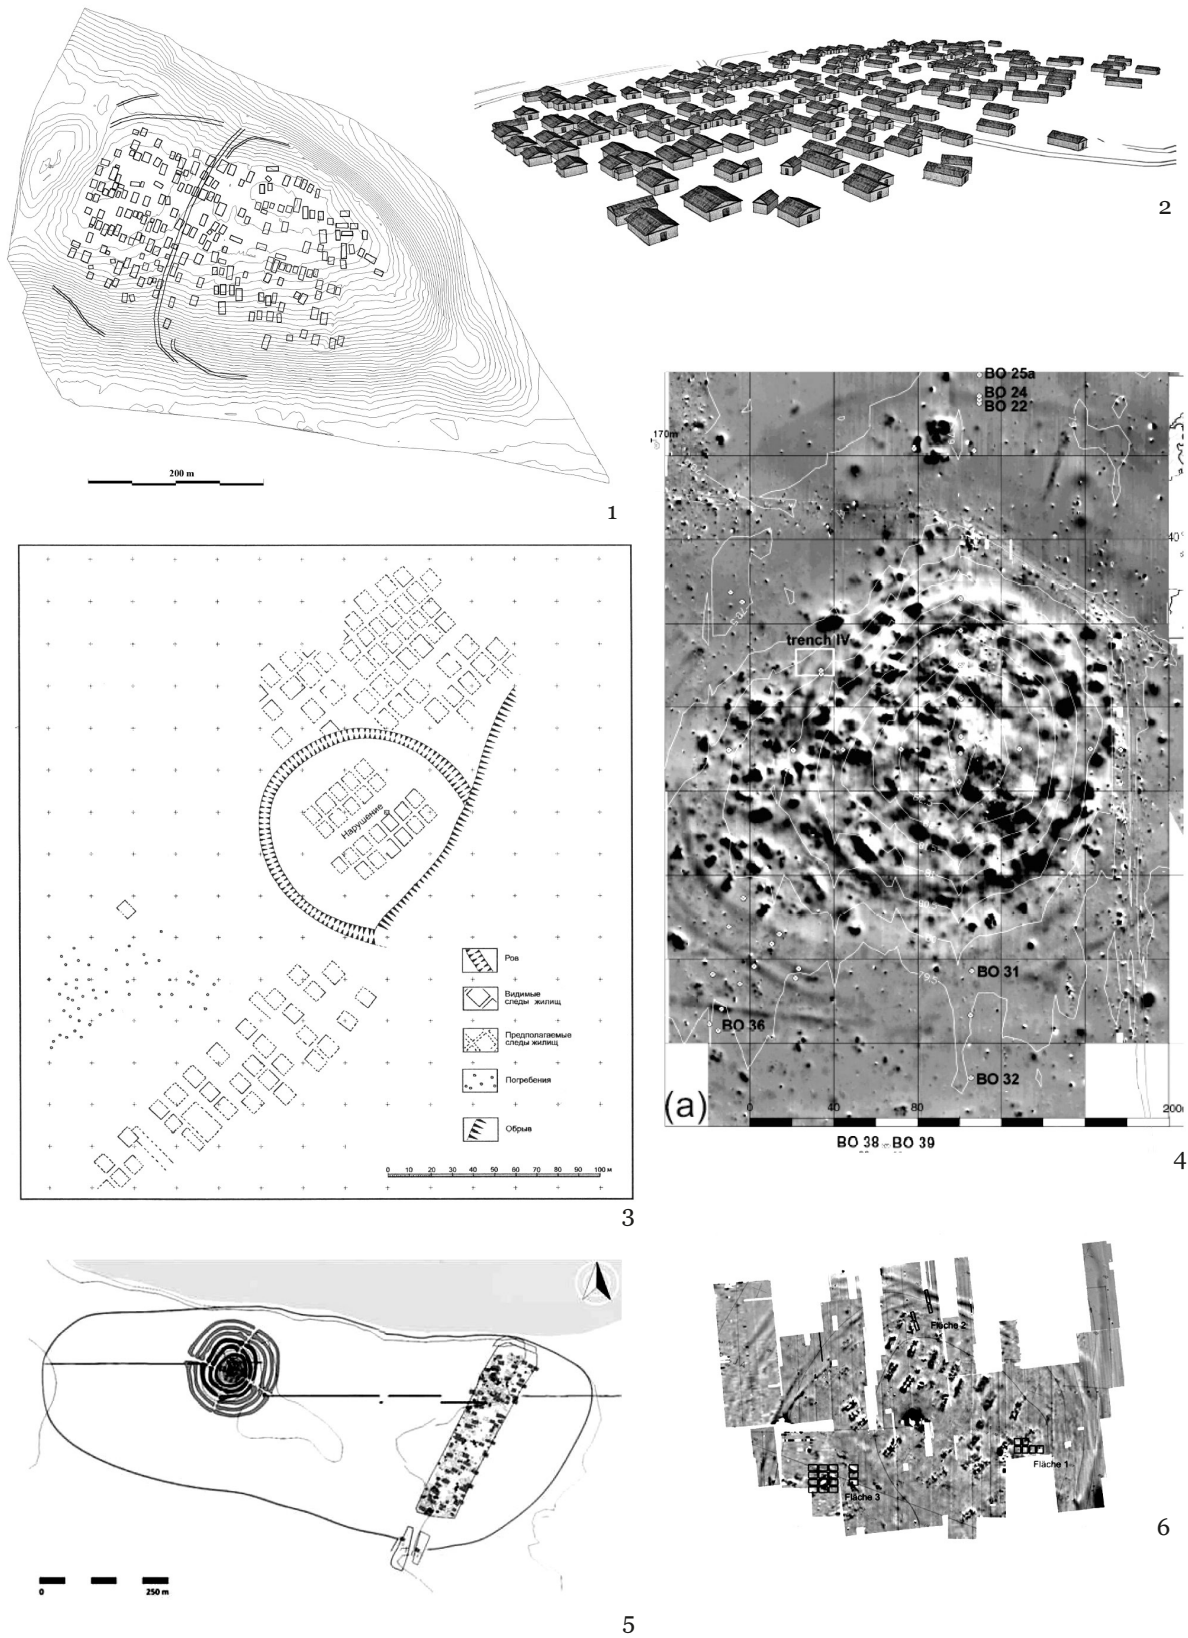 2
200 m
1
BO 25a
BO 24
BO 22
170m
40
trench IV
BO 31
BO 36
BO 32
(a)
0
40
80
200
BO 38
BO 39
4
Нарушение
Ров
Видимые
следы жилищ
Предполагаемые
следы жилищ
Погребения
Обрыв
0 10 20 30 40 50 60 70 80 90 100 м
3
0
250 m
5
Fläche 2
Fläche 1
Fläche 3
6